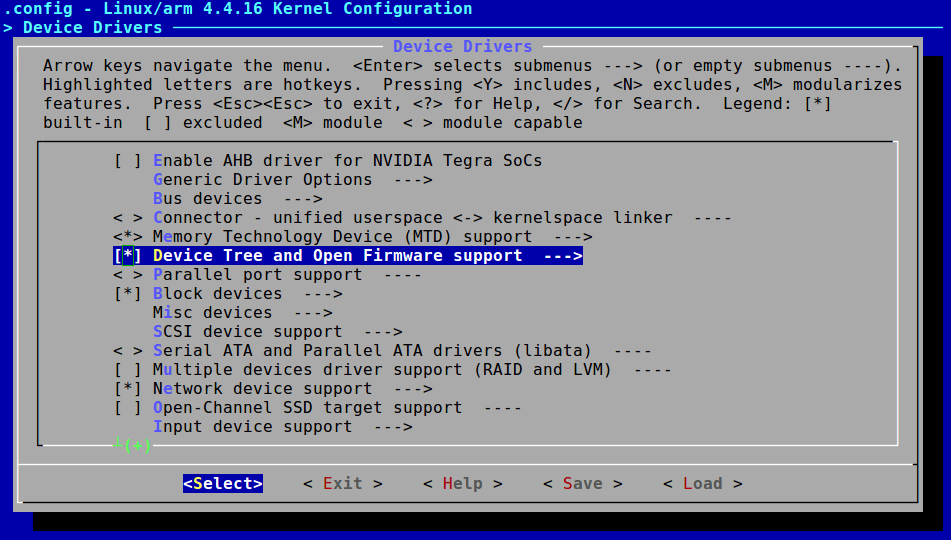 .config - Linux/arm 4.4.16 Kernel Configuration
> Device Drivers
Device Drivers
Arrow keys navigate the menu.  <Enter> selects submenus ---> (or empty submenus ----).
Highlighted letters are hotkeys.  Pressing <Y> includes, <N> excludes, <M> modularizes
features.  Press <Esc><Esc> to exit, <?> for Help, </> for Search.  Legend: [*]
built-in  [ ] excluded  <M> module  < > module capable
[ ] Enable AHB driver for NVIDIA Tegra SoCs
Generic Driver Options  --->
Bus devices  --->
< > Connector - unified userspace <-> kernelspace linker  ----
<*> Memory Technology Device (MTD) support  --->
[*] Device Tree and Open Firmware support  --->
< > Parallel port support  ----
[*] Block devices  --->
Misc devices  --->
SCSI device support  --->
< > Serial ATA and Parallel ATA drivers (libata)  ----
[ ] Multiple devices driver support (RAID and LVM)  ----
[*] Network device support  --->
[ ] Open-Channel SSD target support  ----
Input device support  --->
(+)
<Select>    < Exit >    < Help >    < Save >    < Load >